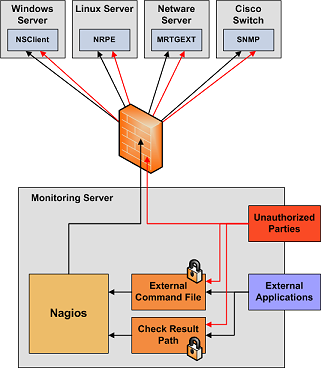 Windows Server
Linux Server
Netware Server
Cisco Switch
NSClient
NRPE
MRTGEXT
SNMP
Monitoring Server
Unauthorized Parties
External Command File
External Applications
Nagios
Check Result Path